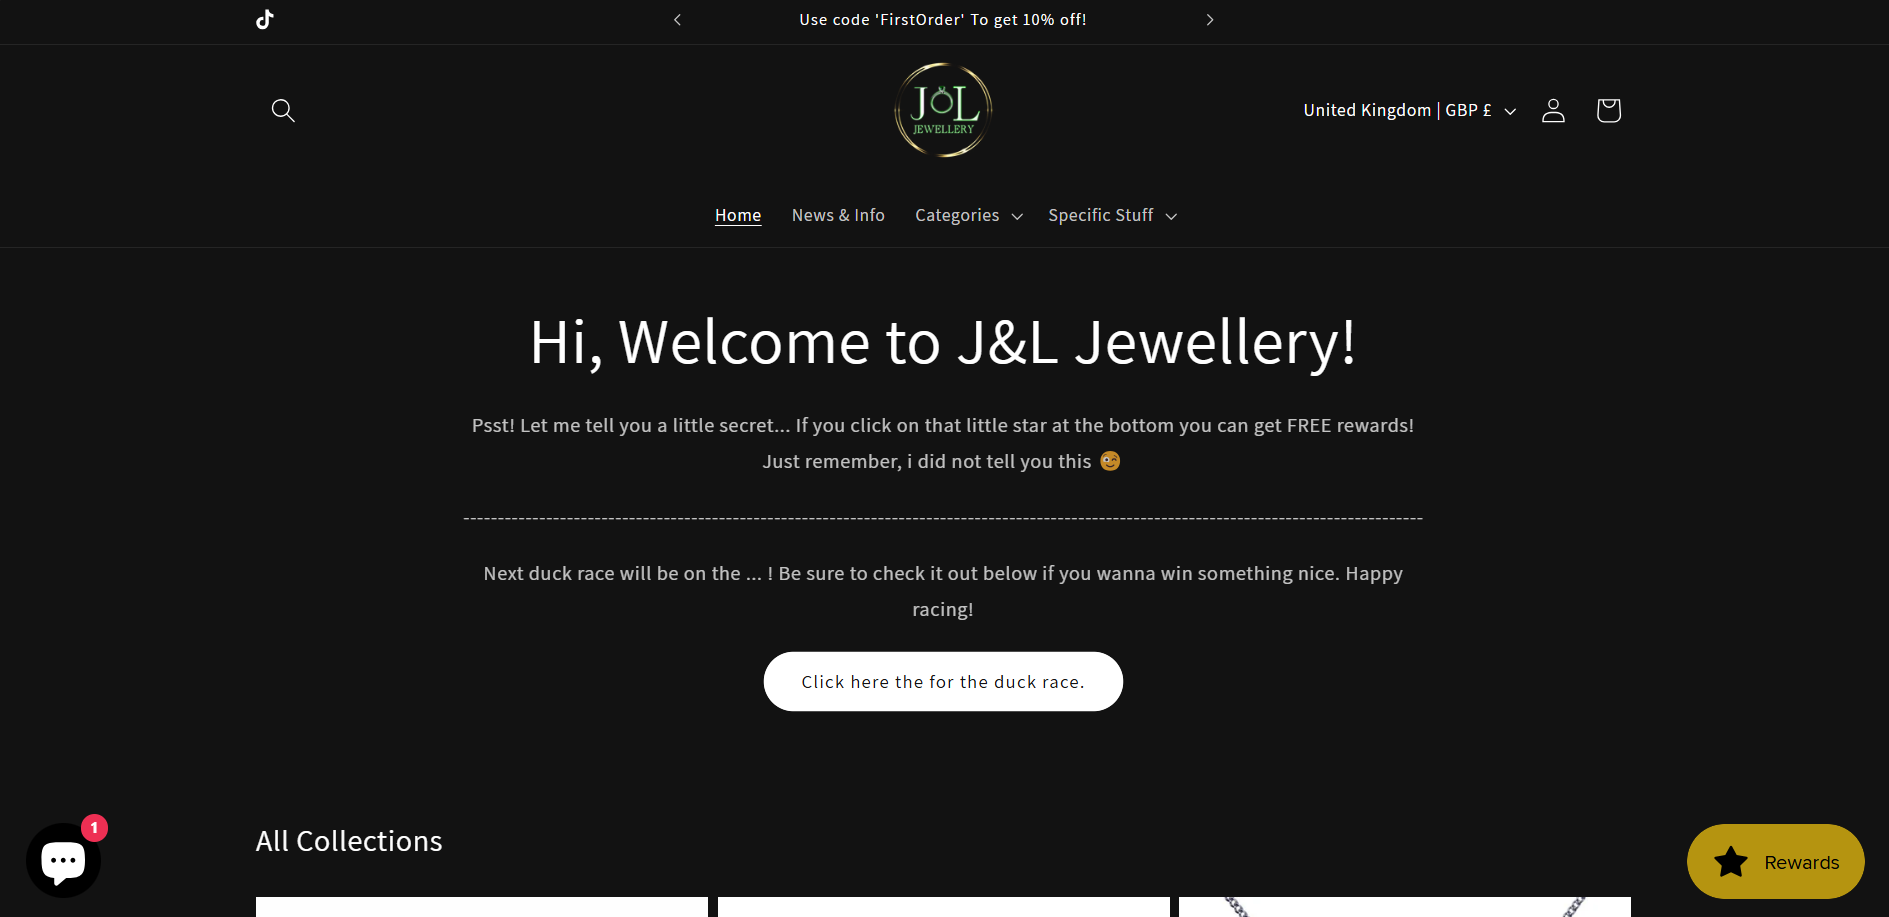 Use code 'FirstOrder' To get 10% off!
J&L
JEWELLERY
United Kingdom | GBP £
Home
News & Info
Categories
Specific Stuff
Hi, Welcome to J&L Jewellery!
Psst! Let me tell you a little secret... If you click on that little star at the bottom you can get FREE rewards!
Just remember, i did not tell you this 😉
------------------------------------------------------------------------------------------------------------------------------------------
Next duck race will be on the ... ! Be sure to check it out below if you wanna win something nice. Happy
racing!
Click here the for the duck race.
All Collections
1
Rewards